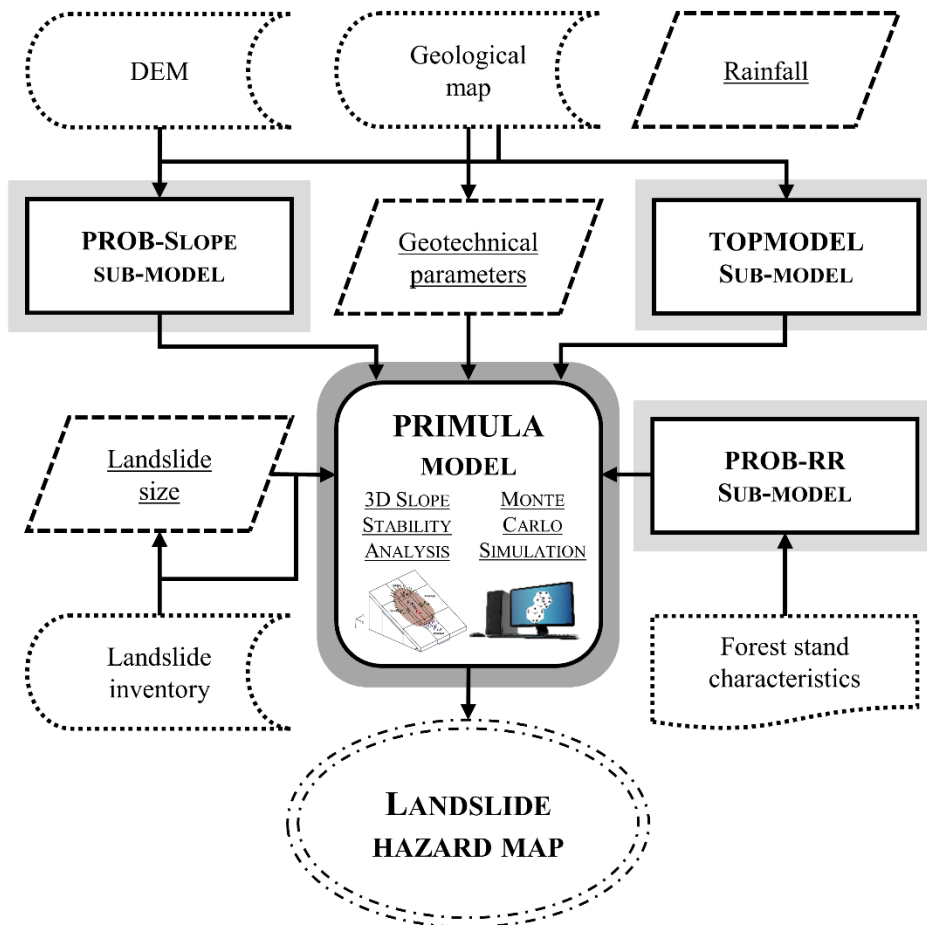 DEM
Geological
map
Rainfall
PROB-SLOPE
SUB-MODEL
Geotechnical
parameters
TOPMODEL
SUB-MODEL
Landslide
size
PRIMULA
MODEL
3D SLOPE
STABILITY
ANALYSIS
MONTE
CARLO
SIMULATION
PROB-RR
SUB-MODEL
Landslide
inventory
Forest stand
characteristics
LANDSLIDE
HAZARD MAP